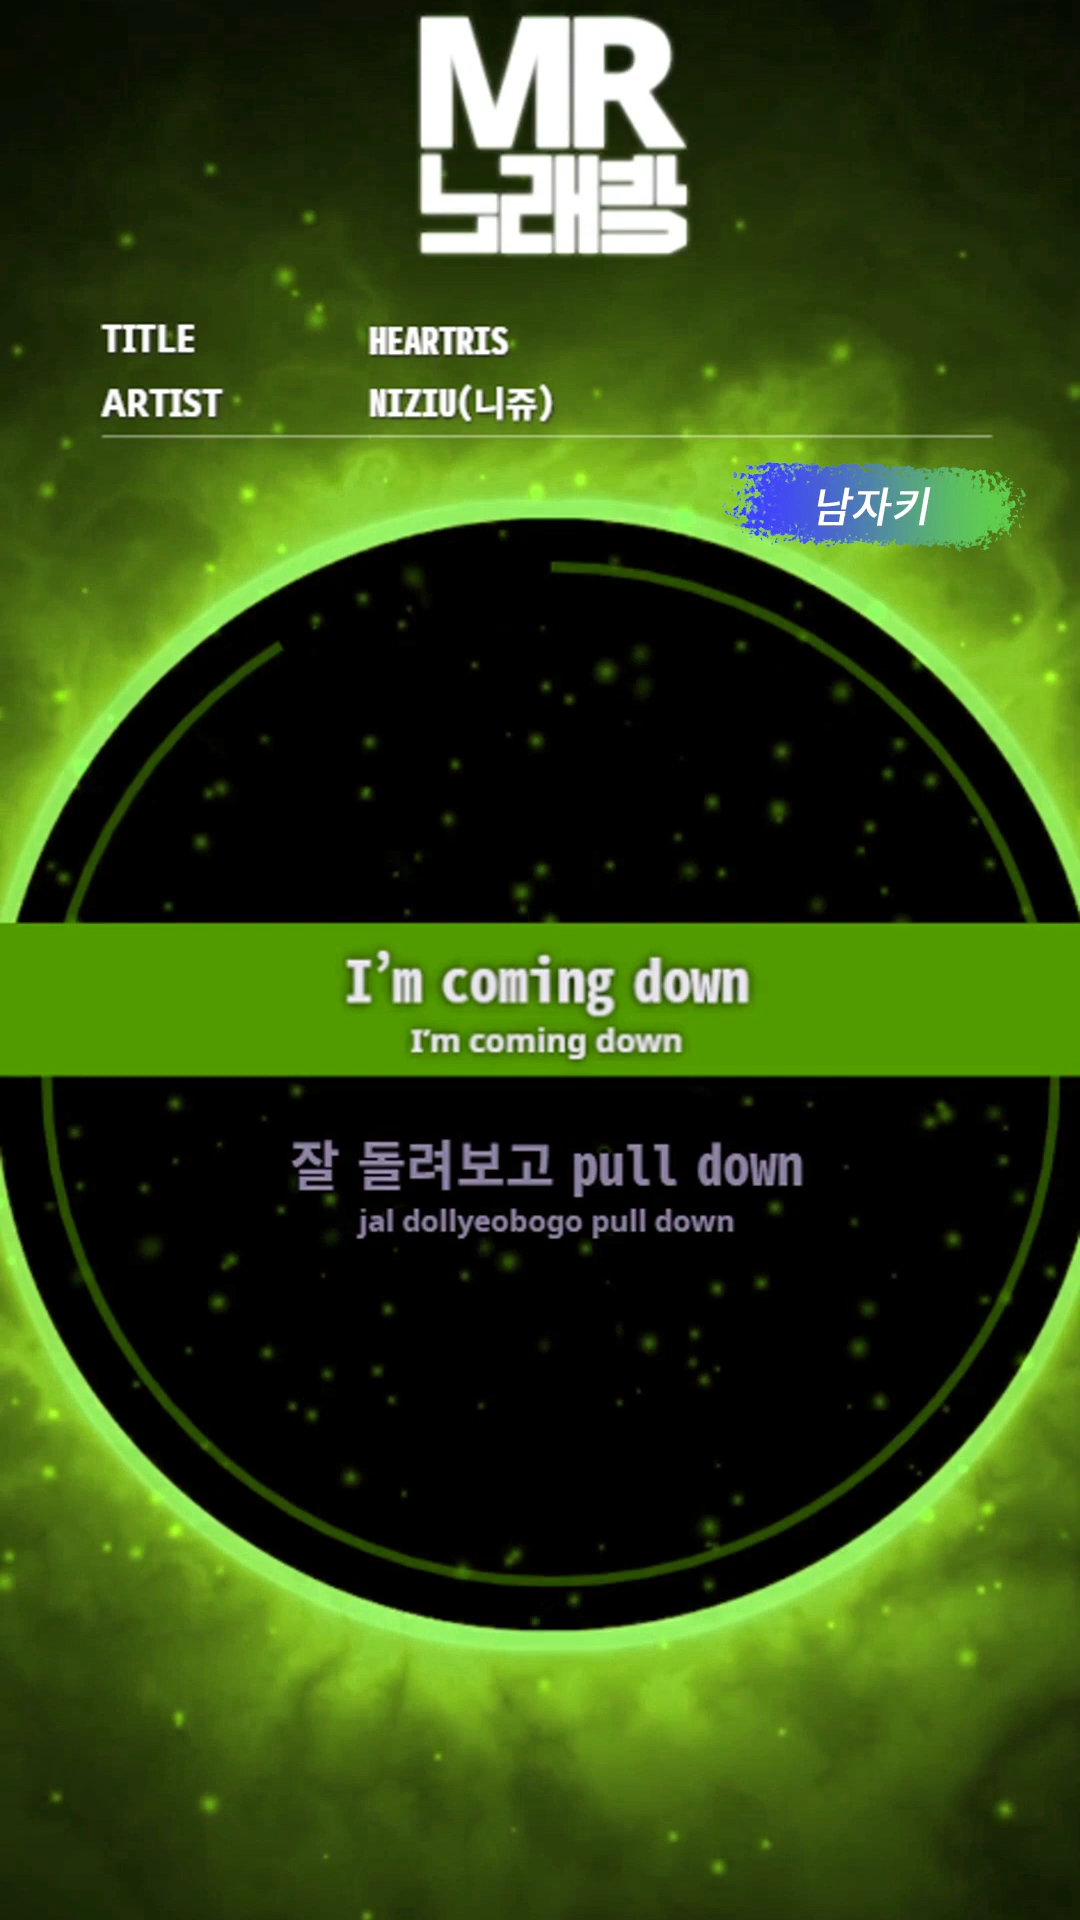 MR
노래방
TITLE HEARTRIS
ARTIST NIZIU(니쥬)
남자키
I’m coming down
I’m coming down
잘 돌려보고 pull down
jal dollyeobogo pull down